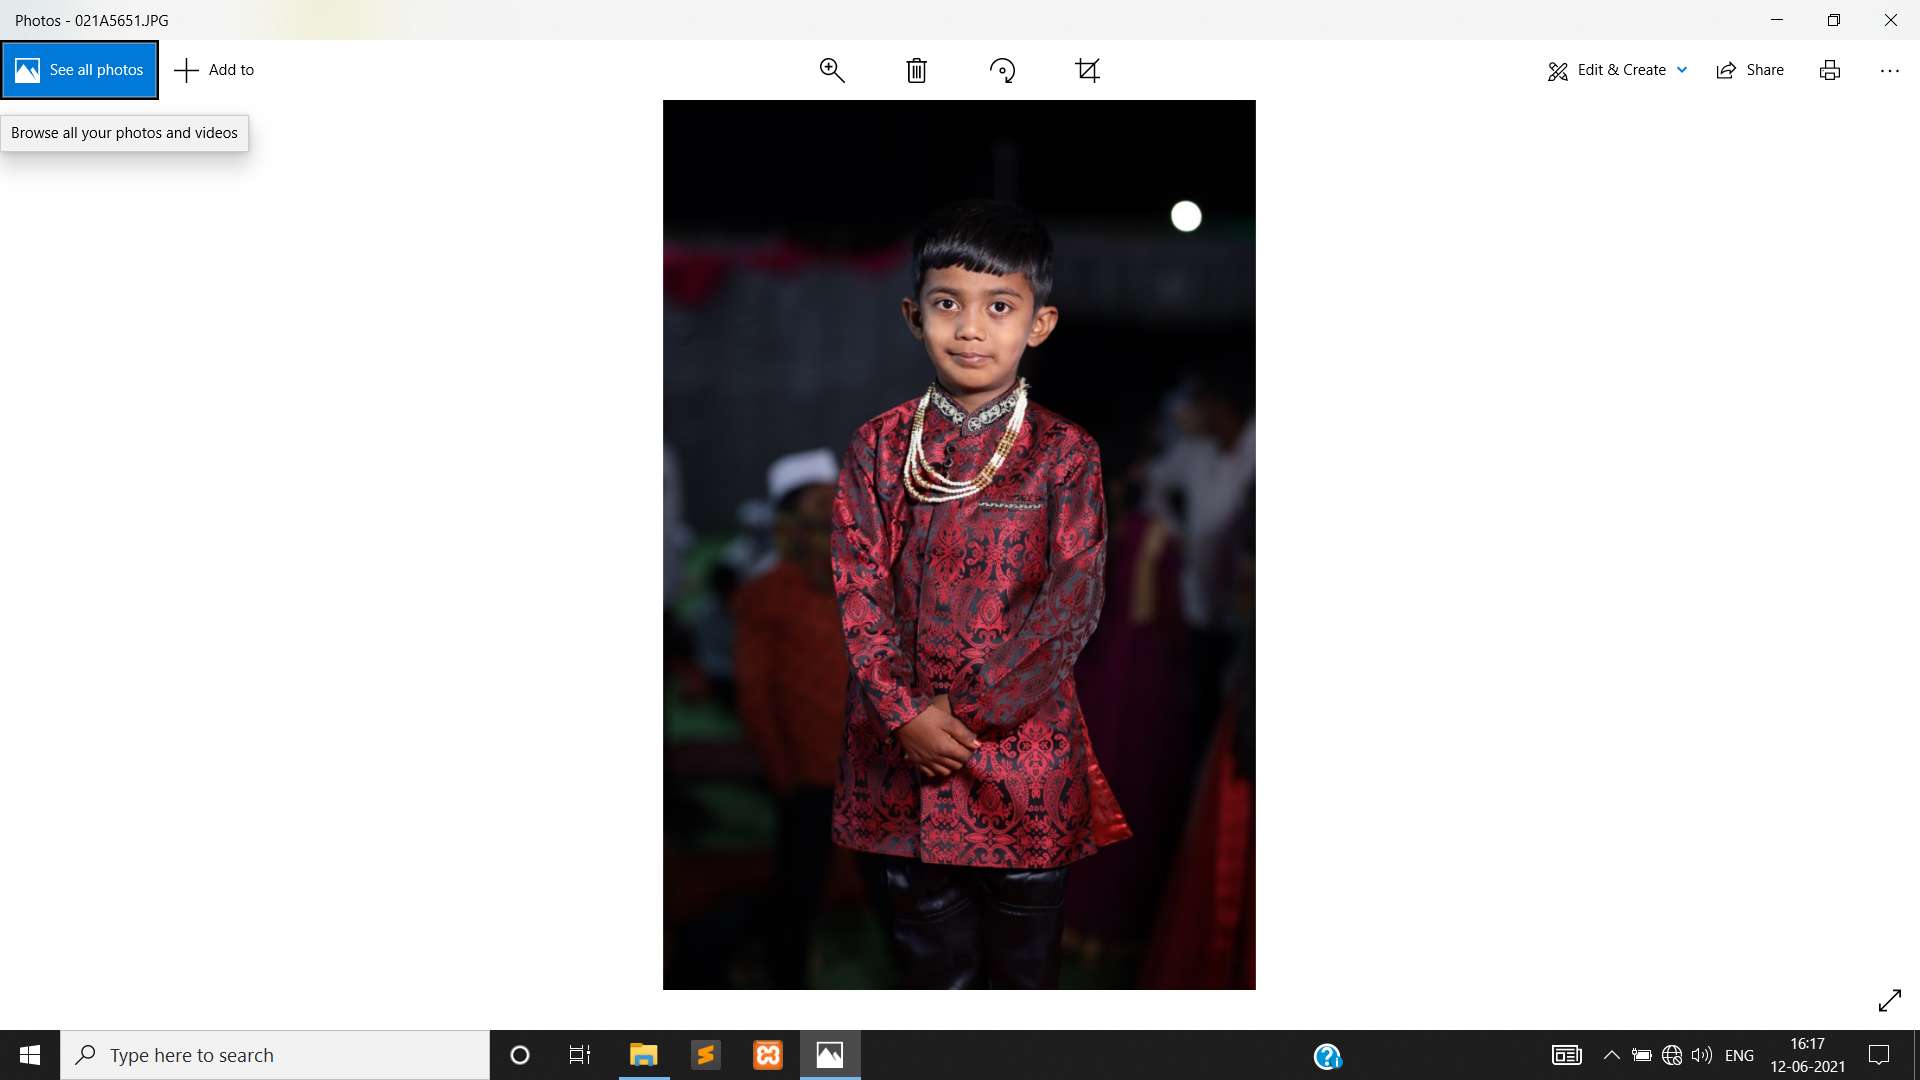 Photos - 021A5651.JPG
See all photos
Add to
Edit & Create
Share
Browse all your photos and videos
Type here to search
ENG
16:17
12-06-2021